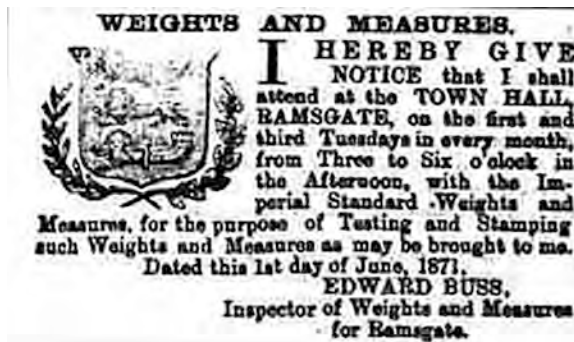 WEIGHTS AND MEASURES.
I HEREBY GIVE
NOTICE that I shall
attend at the TOWN HALL,
RAMSGATE, on the first and
third Tuesdays in every month,
from Three to Six o'clock in
the Afternoon, with the Im-
perial Standard Weights and
Measures, for the purpose of Testing and Stamping
such Weights and Measures as may be brought to me.
Dated this 1st day of June, 1871.
EDWARD BUSS,
Inspector of Weights and Measures
for Ramsgate.